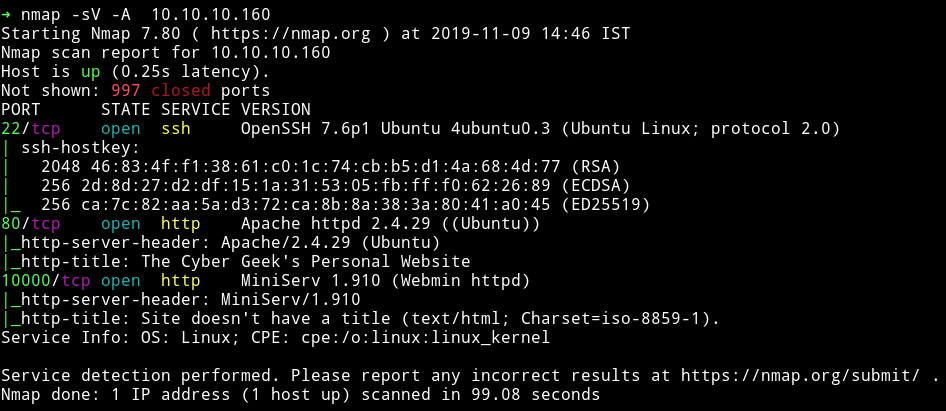 ➜ nmap -sV -A 10.10.10.160
Starting Nmap 7.80 ( https://nmap.org ) at 2019-11-09 14:46 IST
Nmap scan report for 10.10.10.160
Host is up (0.25s latency).
Not shown: 997 closed ports
PORT STATE SERVICE VERSION
22/tcp open ssh OpenSSH 7.6p1 Ubuntu 4ubuntu0.3 (Ubuntu Linux; protocol 2.0)
| ssh-hostkey:
| 2048 46:83:4f:f1:38:61:c0:1c:74:cb:b5:d1:4a:68:4d:77 (RSA)
| 256 2d:8d:27:d2:df:15:1a:31:53:05:fb:ff:f0:62:26:89 (ECDSA)
|_ 256 ca:7c:82:aa:5a:d3:72:ca:8b:8a:38:3a:80:41:a0:45 (ED25519)
80/tcp open http Apache httpd 2.4.29 ((Ubuntu))
|_http-server-header: Apache/2.4.29 (Ubuntu)
|_http-title: The Cyber Geek's Personal Website
10000/tcp open http MiniServ 1.910 (Webmin httpd)
|_http-server-header: MiniServ/1.910
|_http-title: Site doesn't have a title (text/html; Charset=iso-8859-1).
Service Info: OS: Linux; CPE: cpe:/o:linux:linux_kernel
Service detection performed. Please report any incorrect results at https://nmap.org/submit/ .
Nmap done: 1 IP address (1 host up) scanned in 99.08 seconds